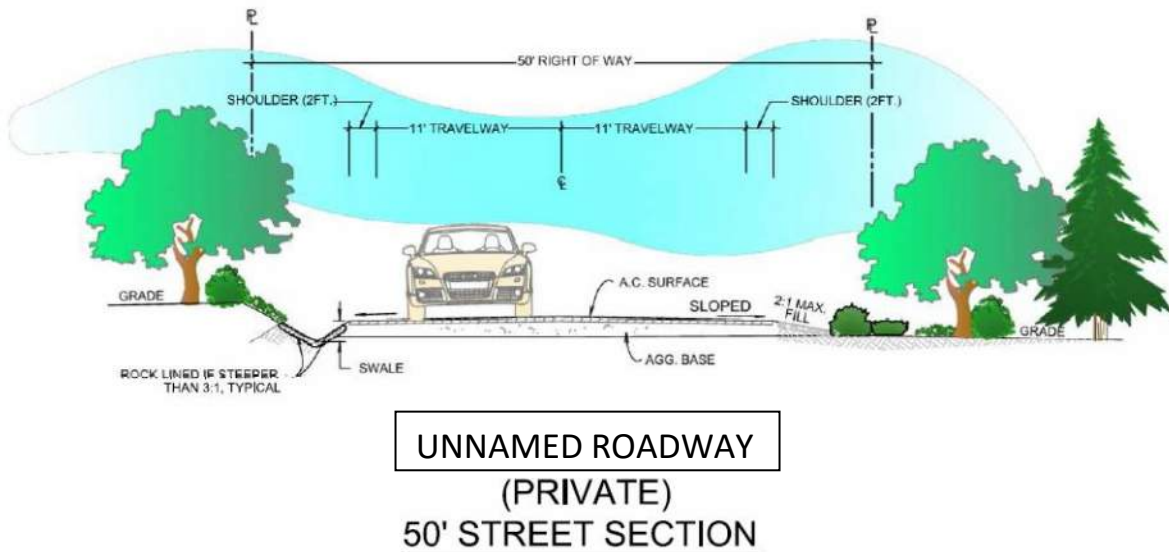 PL
PL
50' RIGHT OF WAY
SHOULDER (2FT.)
SHOULDER (2FT.)
11' TRAVELWAY
11' TRAVELWAY
CL
A.C. SURFACE
GRADE
SLOPED
2:1 MAX.
FILL
GRADE
AGG. BASE
SWALE
ROCK LINED IF STEEPER
THAN 3:1, TYPICAL
UNNAMED ROADWAY
(PRIVATE)
50' STREET SECTION